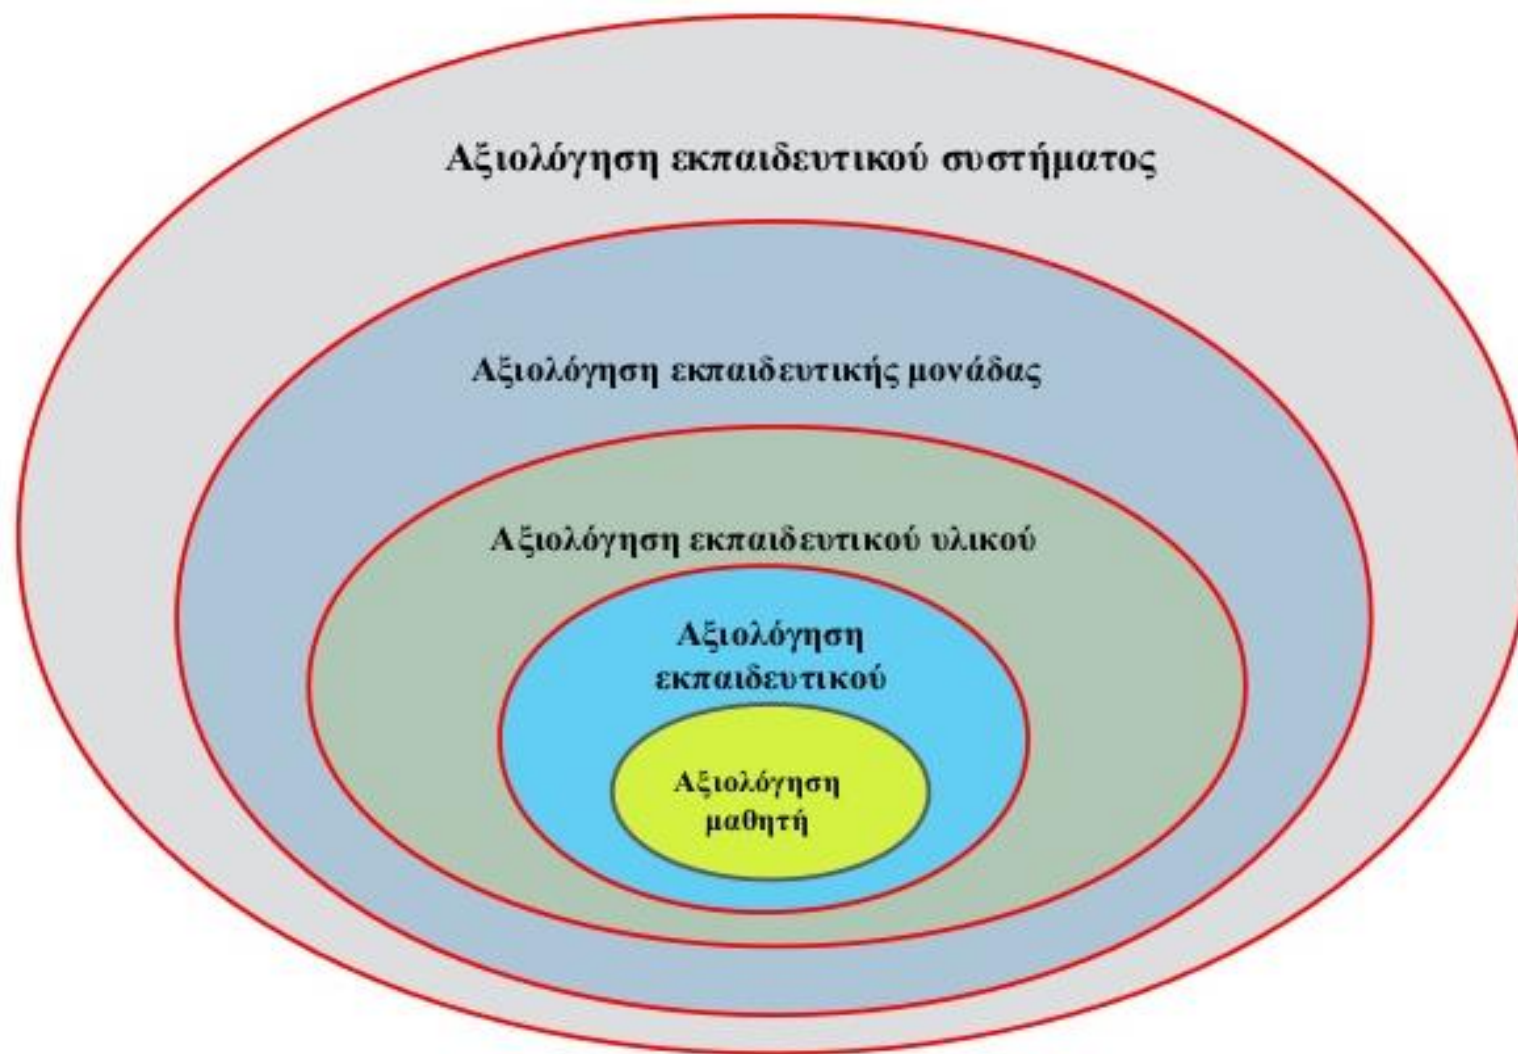 Αξιολόγηση εκπαιδευτικού συστήματος
Αξιολόγηση εκπαιδευτικής μονάδας
Αξιολόγηση εκπαιδευτικού υλικού
Αξιολόγηση
εκπαιδευτικού
Αξιολόγηση
μαθητή